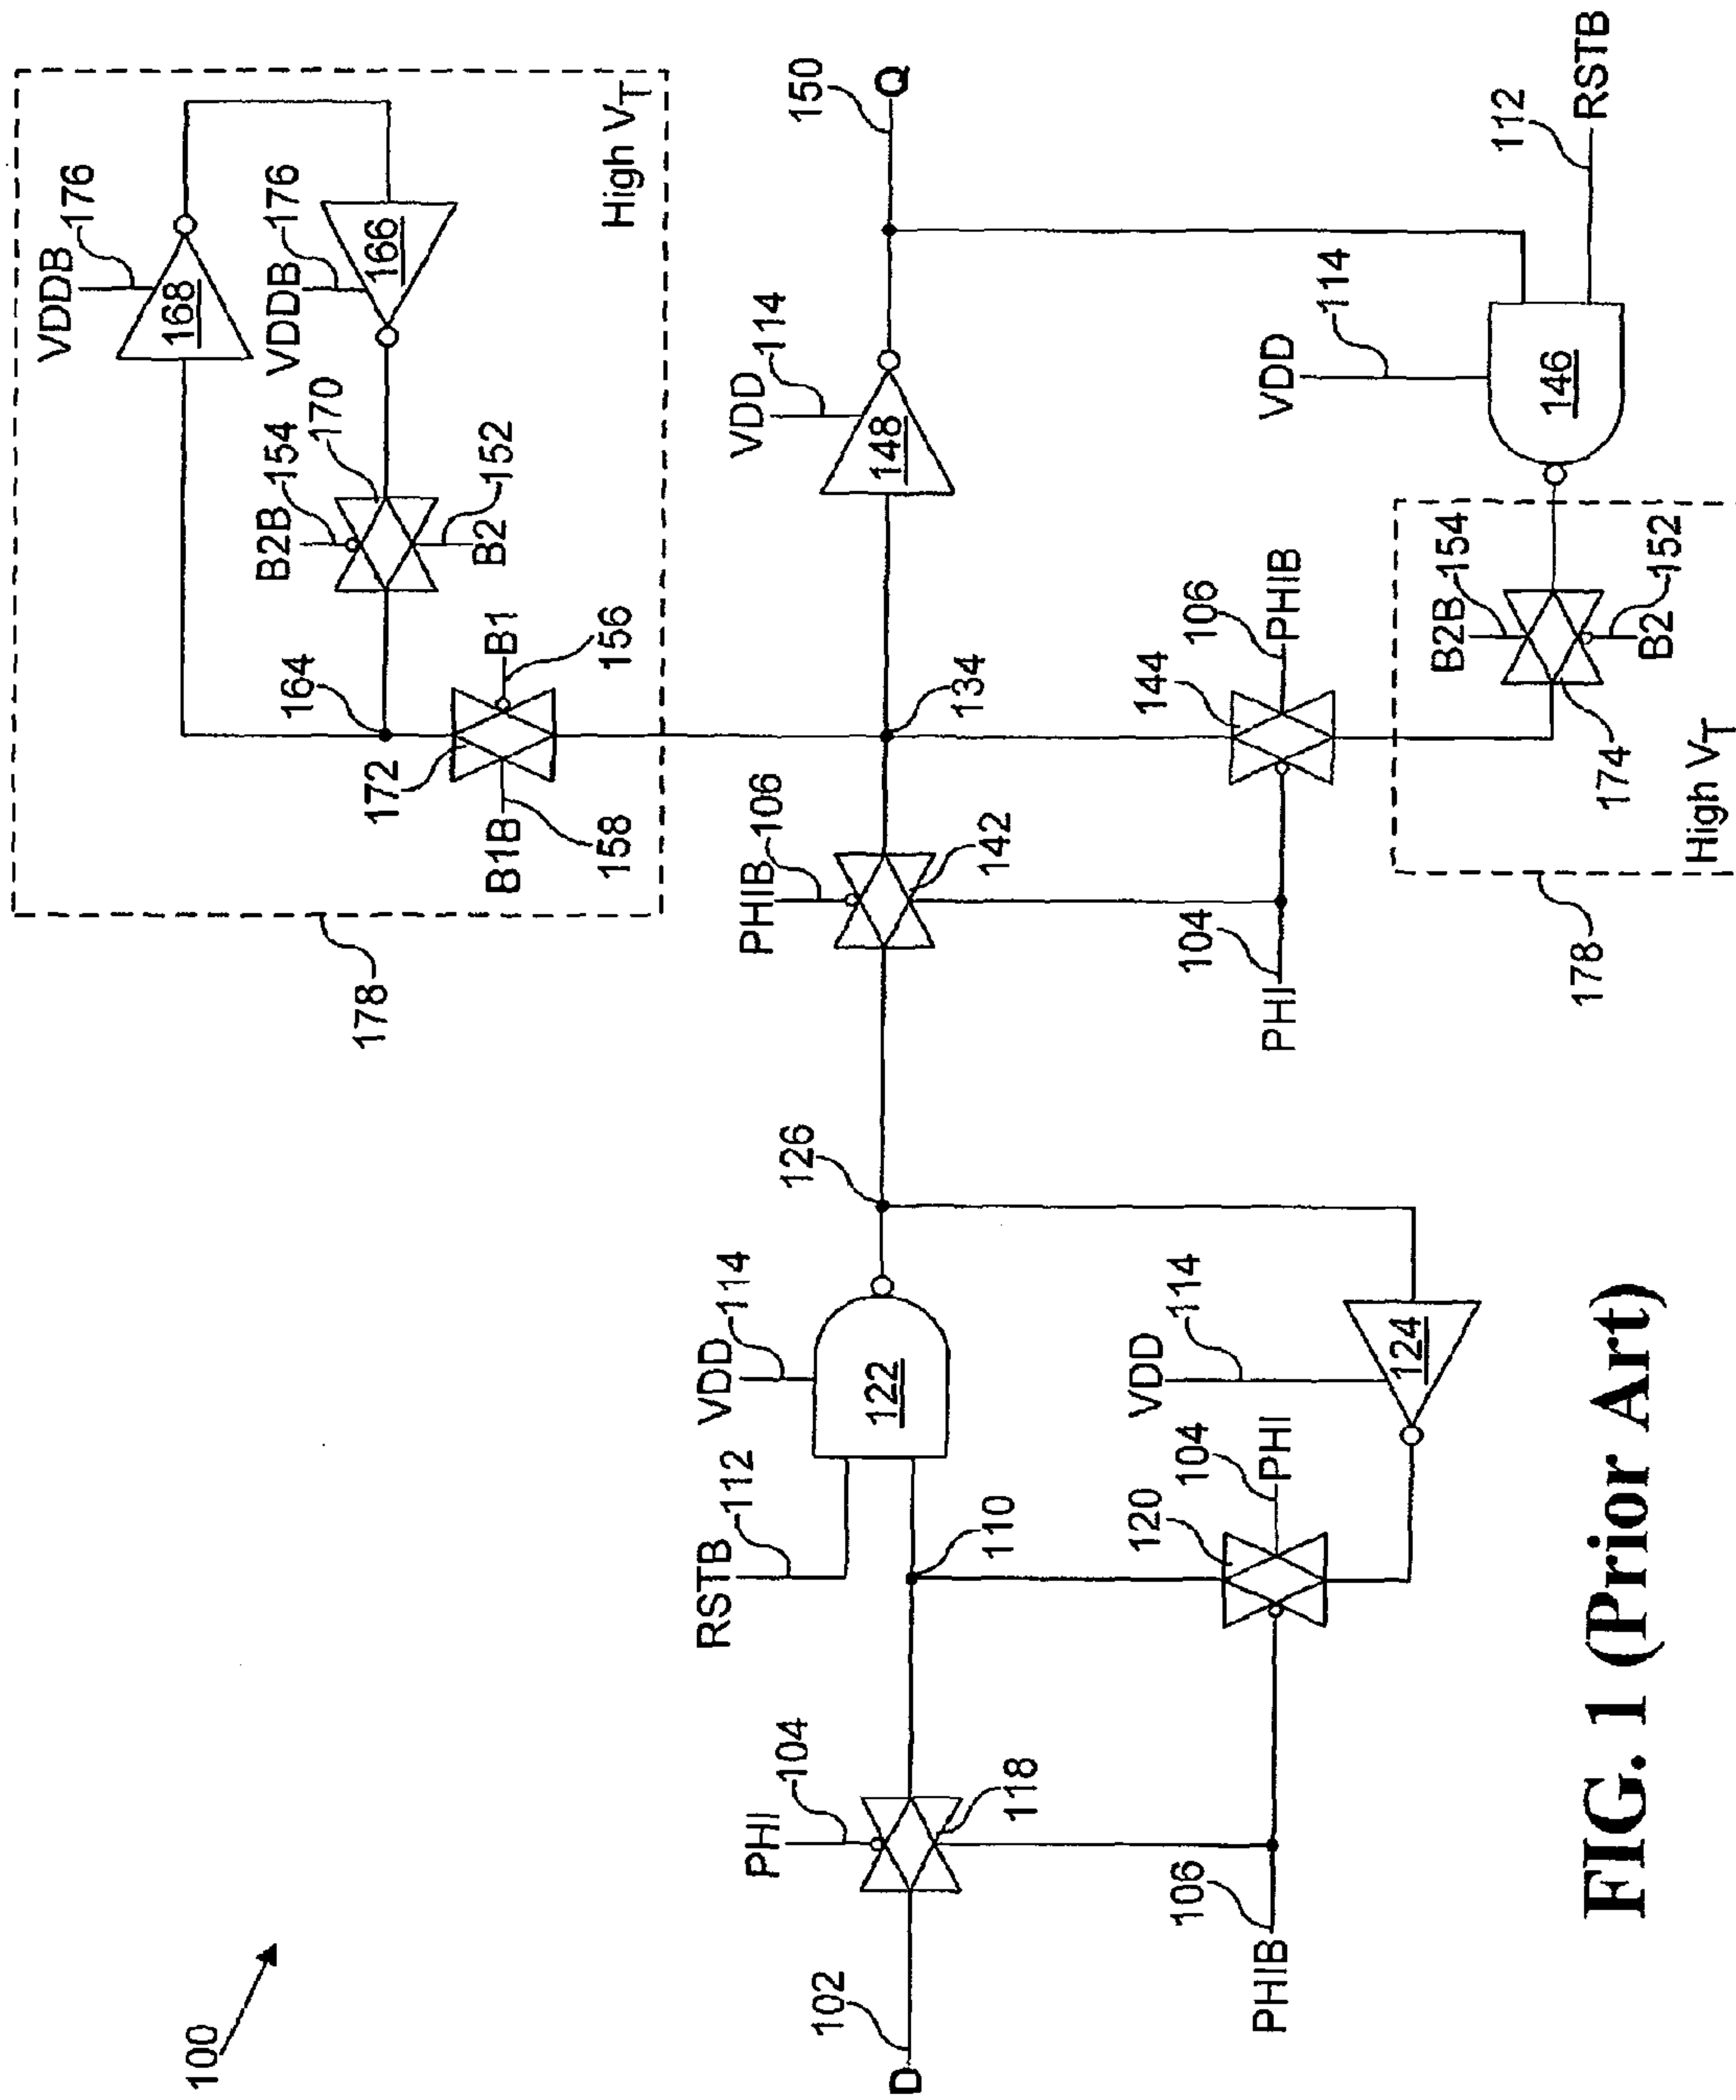 100
178
VDDB 176
168
VDDB 176
166
B2B 154
170
B2 152
High VT
164
172
B1 156
B1B 158
PHIB 106
142
134
VDD 114
148
150
Q
126
RSTB 112
VDD 114
122
PHI 104
118
110
D
102
120
104 PHI
VDD 114
124
106
PHIB
104
PHI
144
106 PHIB
VDD 114
146
112
RSTB
B2B 154
B2 152
174
High VT
178
FIG. 1 (Prior Art)